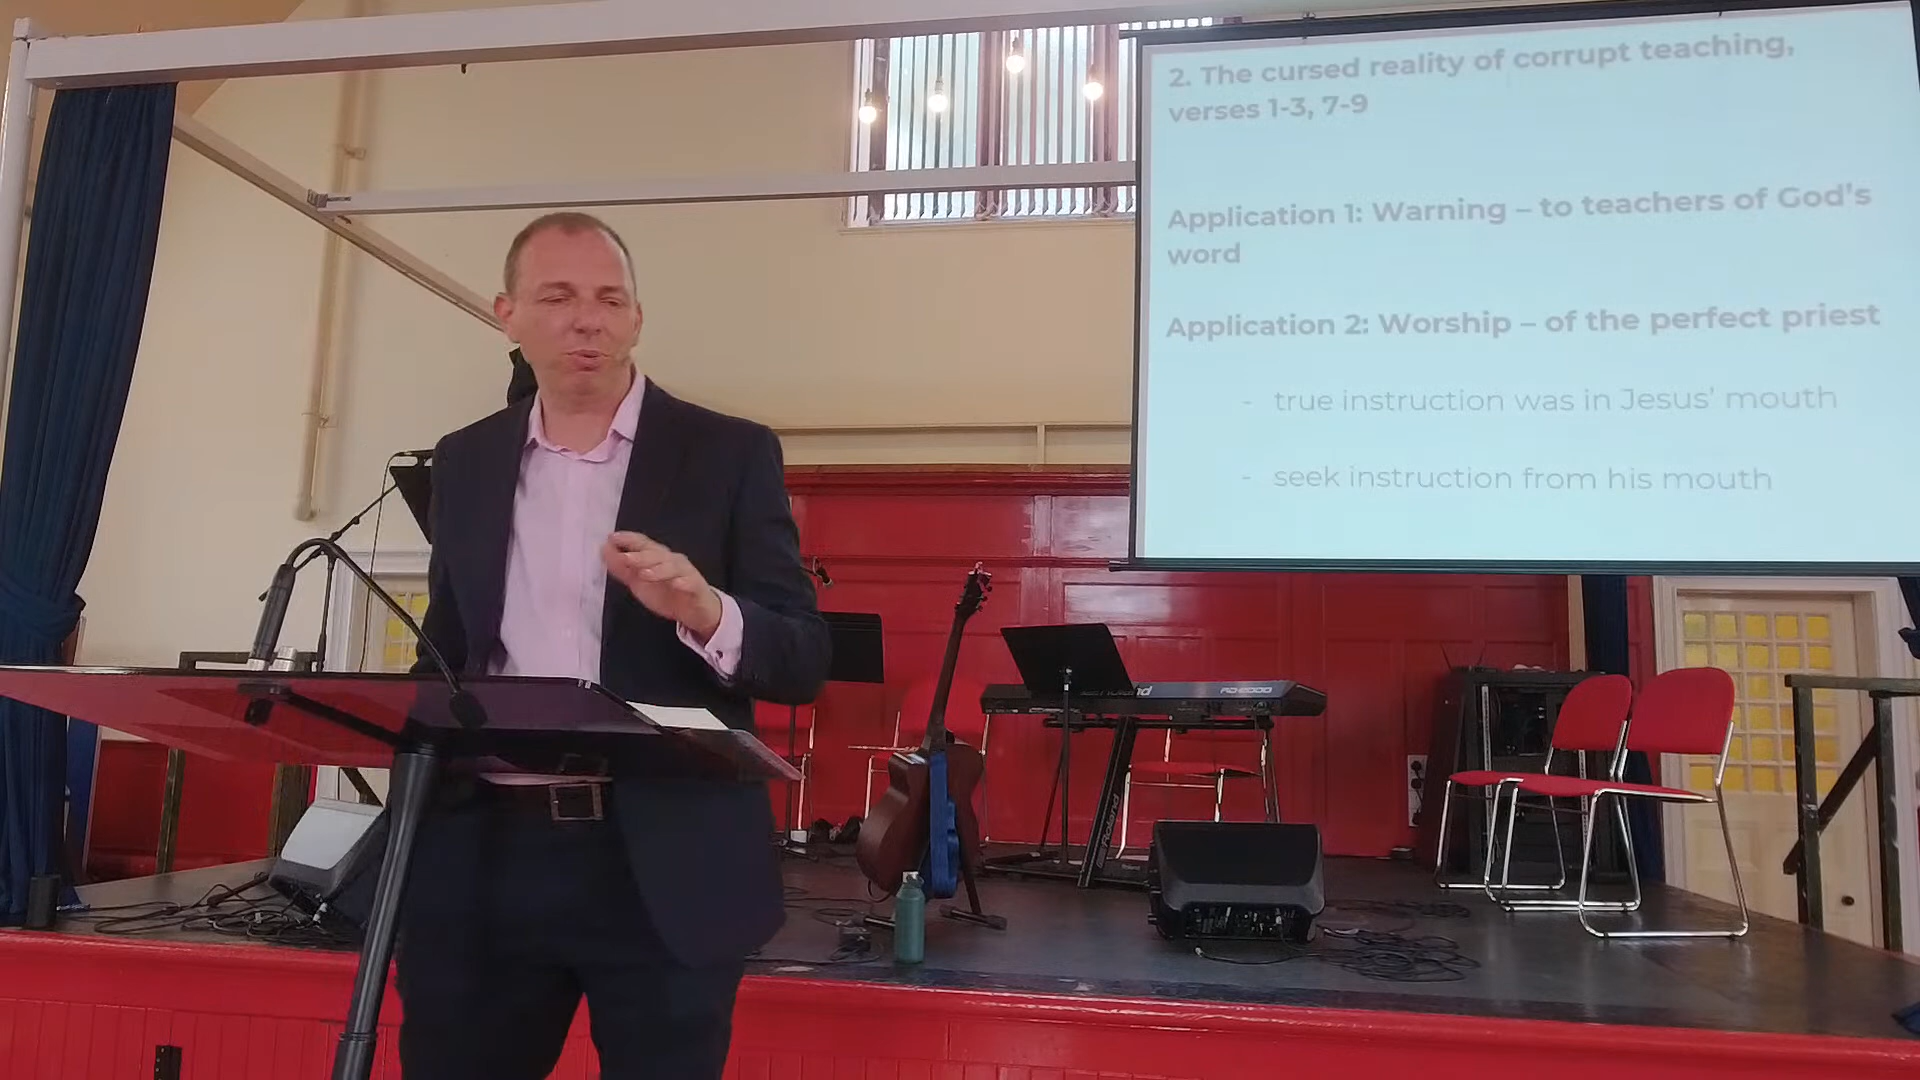 2. The cursed reality of corrupt teaching,
verses 1-3, 7-9
Application 1: Warning – to teachers of God's
word
Application 2: Worship – of the perfect priest
- true instruction was in Jesus' mouth
- seek instruction from his mouth
Roland
RD-2000
Roland